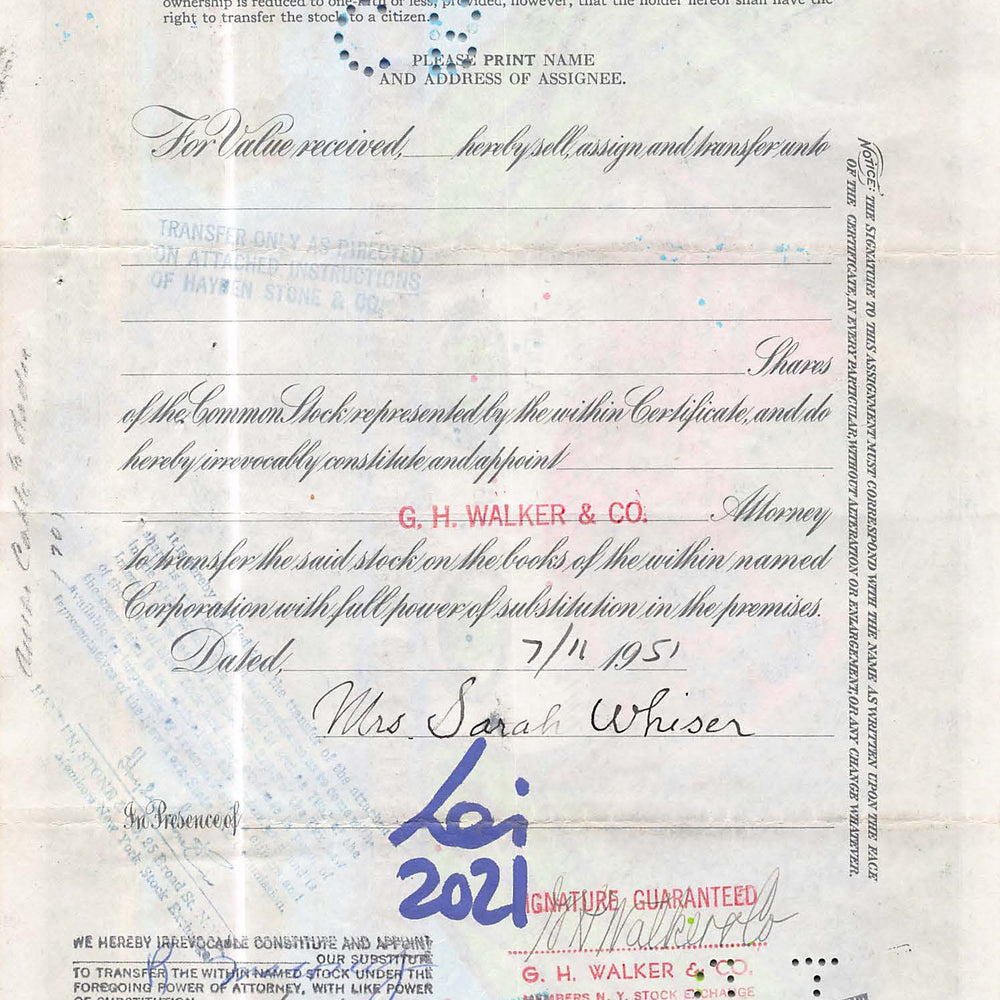 ownership is reduced to one-fifth or less, provided, however, that the holder hereof shall have the
right to transfer the stock to a citizen.
PLEASE PRINT NAME
AND ADDRESS OF ASSIGNEE.
For Value received, hereby sell, assign and transfer unto
TRANSFER ONLY AS DIRECTED
ON ATTACHED INSTRUCTIONS
OF HAYDEN STONE & CO.
Shares
of the Common Stock represented by the within Certificate, and do
hereby irrevocably constitute and appoint
G. H. WALKER & CO. Attorney
to transfer the said stock on the books of the within named
Corporation with full power of substitution in the premises.
Dated, 7/11 1951
Mrs Sarah Whiser
Lai
2021
In Presence of
SIGNATURE GUARANTEED
G. H. WALKER & CO.
MEMBERS N. Y. STOCK EXCHANGE
WE HEREBY IRREVOCABLE CONSTITUTE AND APPOINT
OUR SUBSTITUTE
TO TRANSFER THE WITHIN NAMED STOCK UNDER THE
FOREGOING POWER OF ATTORNEY, WITH LIKE POWER
OF SUBSTITUTION
NOTICE: THE SIGNATURE TO THIS ASSIGNMENT MUST CORRESPOND WITH THE NAME AS WRITTEN UPON THE FACE
OF THE CERTIFICATE, IN EVERY PARTICULAR, WITHOUT ALTERATION OR ENLARGEMENT, OR ANY CHANGE WHATEVER.
25 Broad St. N.